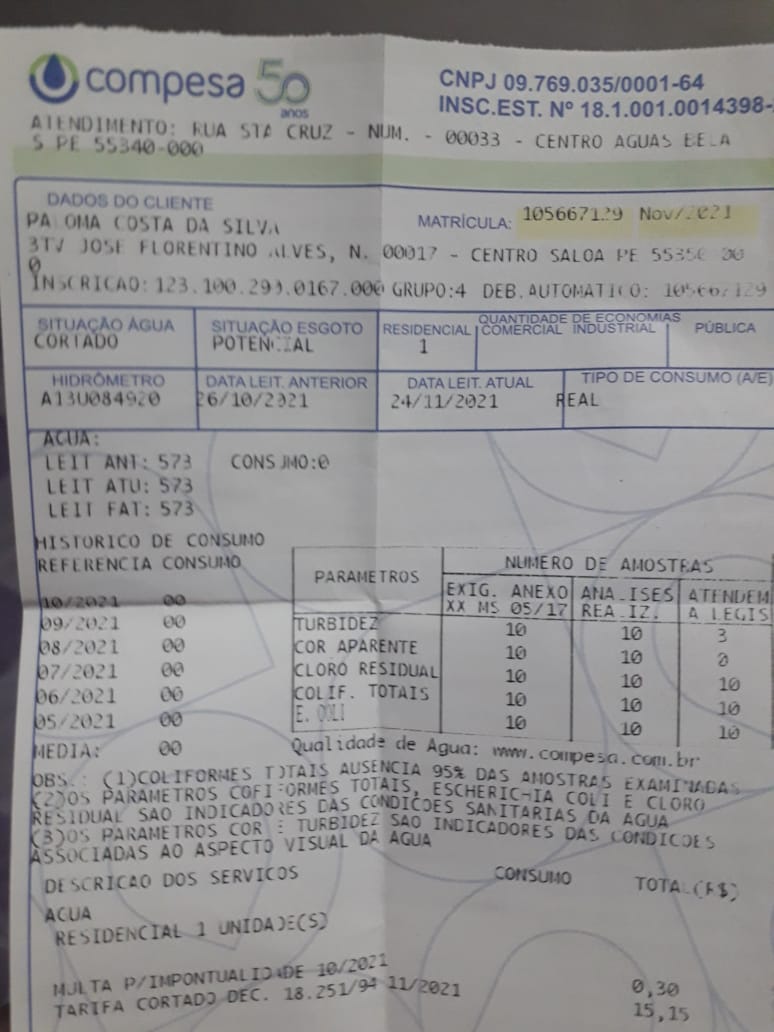 compesa 50 anos
CNPJ 09.769.035/0001-64
INSC.EST. Nº 18.1.001.0014398-
ATENDIMENTO: RUA STA CRUZ - NUM. - 00033 - CENTRO AGUAS BELA
S PE 55340-000
DADOS DO CLIENTE
PALOMA COSTA DA SILVA
MATRÍCULA: 105667129 Nov/2021
3TV JOSE FLORENTINO ALVES, N. 00017 - CENTRO SALOA PE 55350-00
0
INSCRICAO: 123.100.290.0167.000 GRUPO:4 DEB.AUTOMATICO: 105667129
SITUAÇÃO ÁGUA
CORTADO
SITUAÇÃO ESGOTO
POTENCIAL
QUANTIDADE DE ECONOMIAS
RESIDENCIAL COMERCIAL INDUSTRIAL PÚBLICA
1
HIDRÔMETRO
A13U084920
DATA LEIT. ANTERIOR
26/10/2021
DATA LEIT. ATUAL
24/11/2021
TIPO DE CONSUMO (A/E)
REAL
AGUA:
LEIT ANT: 573 CONSUMO:0
LEIT ATU: 573
LEIT FAT: 573
HISTORICO DE CONSUMO
REFERENCIA CONSUMO
10/2021 00
09/2021 00
08/2021 00
07/2021 00
06/2021 00
05/2021 00
MEDIA: 00
PARAMETROS
NUMERO DE AMOSTRAS
EXIG. ANEXO ANALISES ATENDEM
XX MS 05/17 REALIZ. A LEGIS
TURBIDEZ 10 10 3
COR APARENTE 10 10 0
CLORO RESIDUAL 10 10 10
COLIF. TOTAIS 10 10 10
E. COLI 10 10 10
Qualidade de Agua: www.compesa.com.br
OBS.: (1)COLIFORMES TOTAIS AUSENCIA 95% DAS AMOSTRAS EXAMINADAS
(2)OS PARAMETROS COFIFORMES TOTAIS, ESCHERICHIA COLI E CLORO
RESIDUAL SAO INDICADORES DAS CONDICOES SANITARIAS DA AGUA
(3)OS PARAMETROS COR E TURBIDEZ SAO INDICADORES DAS CONDICOES
ASSOCIADAS AO ASPECTO VISUAL DA AGUA
DESCRICAO DOS SERVICOS CONSUMO TOTAL(R$)
AGUA
RESIDENCIAL 1 UNIDADE(S)
MULTA P/IMPONTUALIDADE 10/2021 0,30
TARIFA CORTADO DEC. 18.251/94 11/2021 15,15